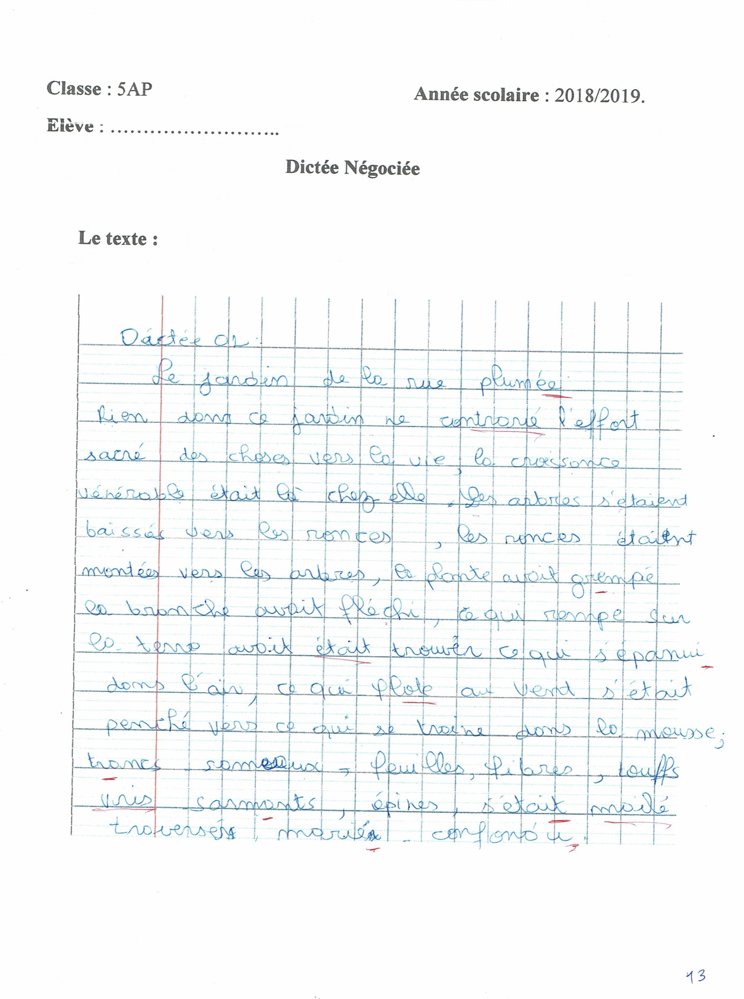 Classe : 5AP
Année scolaire : 2018/2019.
Elève : ............................
Dictée Négociée
Le texte :
Dictée 02 :
Le jardin de la rue plumée
Rien dans ce jardin ne contrarié l'effort
sacré des choses vers la vie, la croissance
vénérable était là chez elle. Les arbres s'étaient
baissés vers les ronces, les ronces étaient
montées vers les arbres, la plante avait grempé
la branche avait fléchi, ce qui rempe sur
la terre avait était trouvér ce qui s'épanui
dans l'air, ce qui flote au vend s'était
penché vers ce qui se traine dans la mousse;
trancs rameaux, feuilles, fibres, touffs
vris sarmants, épines, s'était mailé
traversés, mariés